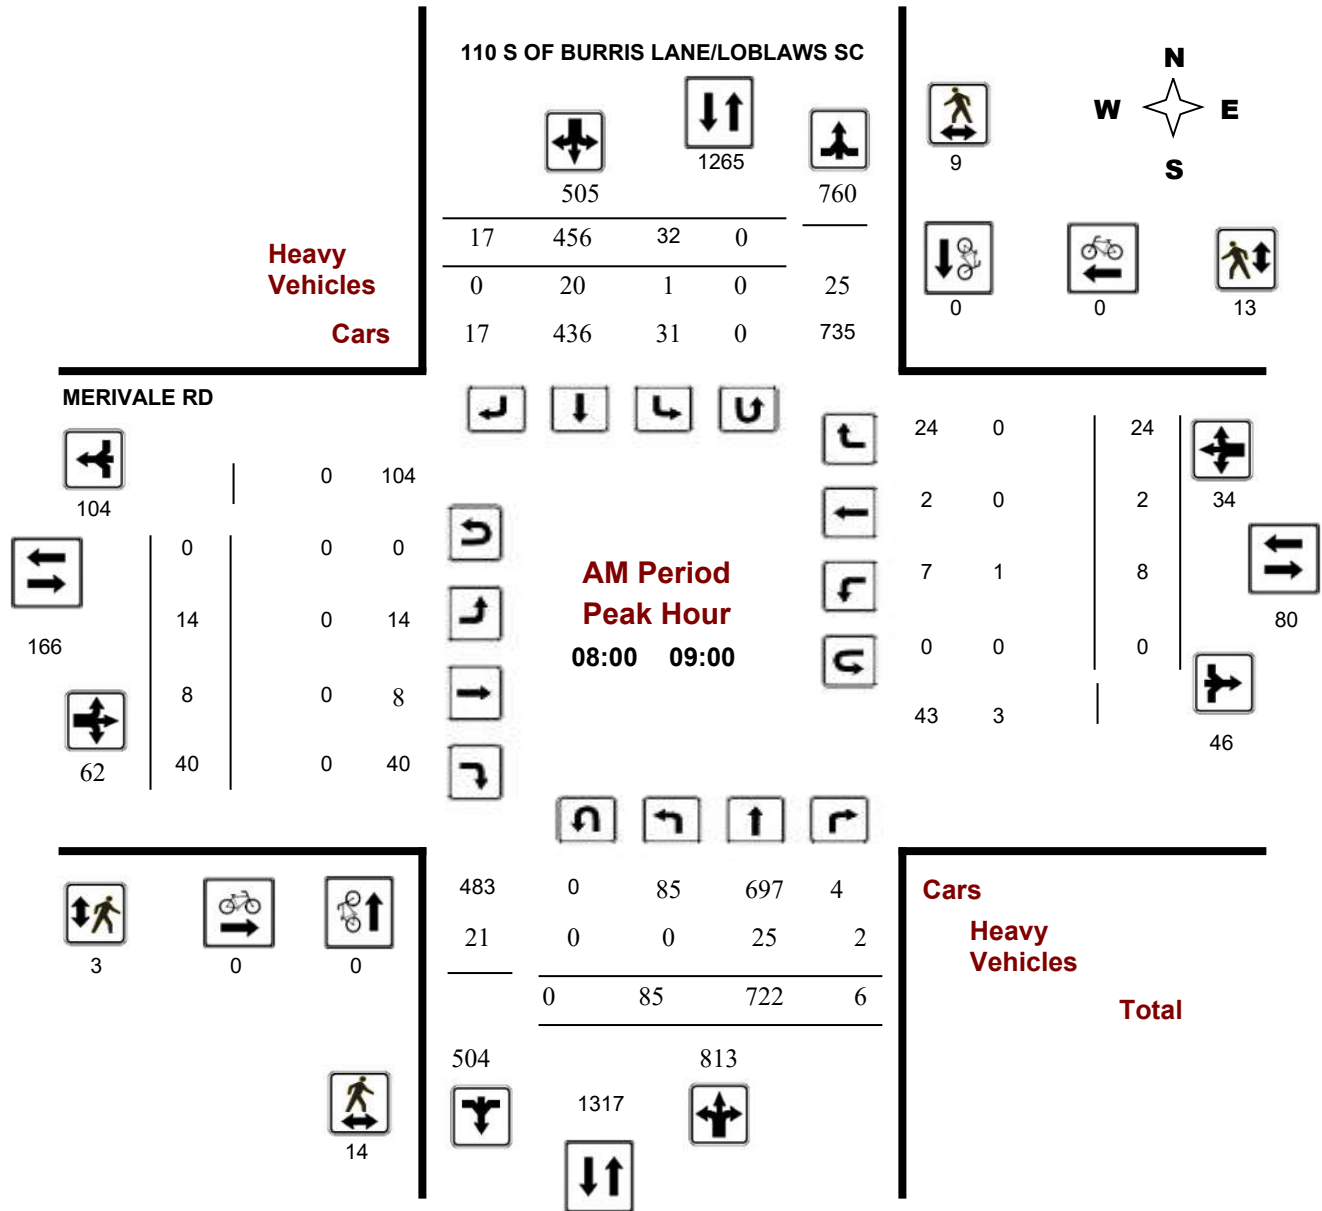 110 S OF BURRIS LANE/LOBLAWS SC
N
W E
S
1265
9
505 760
17 456 32 0
Heavy
Vehicles 0 20 1 0 25
Cars 17 436 31 0 735
0 0 13
MERIVALE RD
24 0 24
0 104
104
2 0 2 34
0 0 0
AM Period
7 1 8
Peak Hour
14 0 14 80
166 08:00 09:00 0 0 0
8 0 8
43 3
46
62 40 0 40
483 0 85 697 4 Cars
21 0 0 25 2 Heavy
Vehicles
3 0 0
0 85 722 6 Total
504 813
1317
14